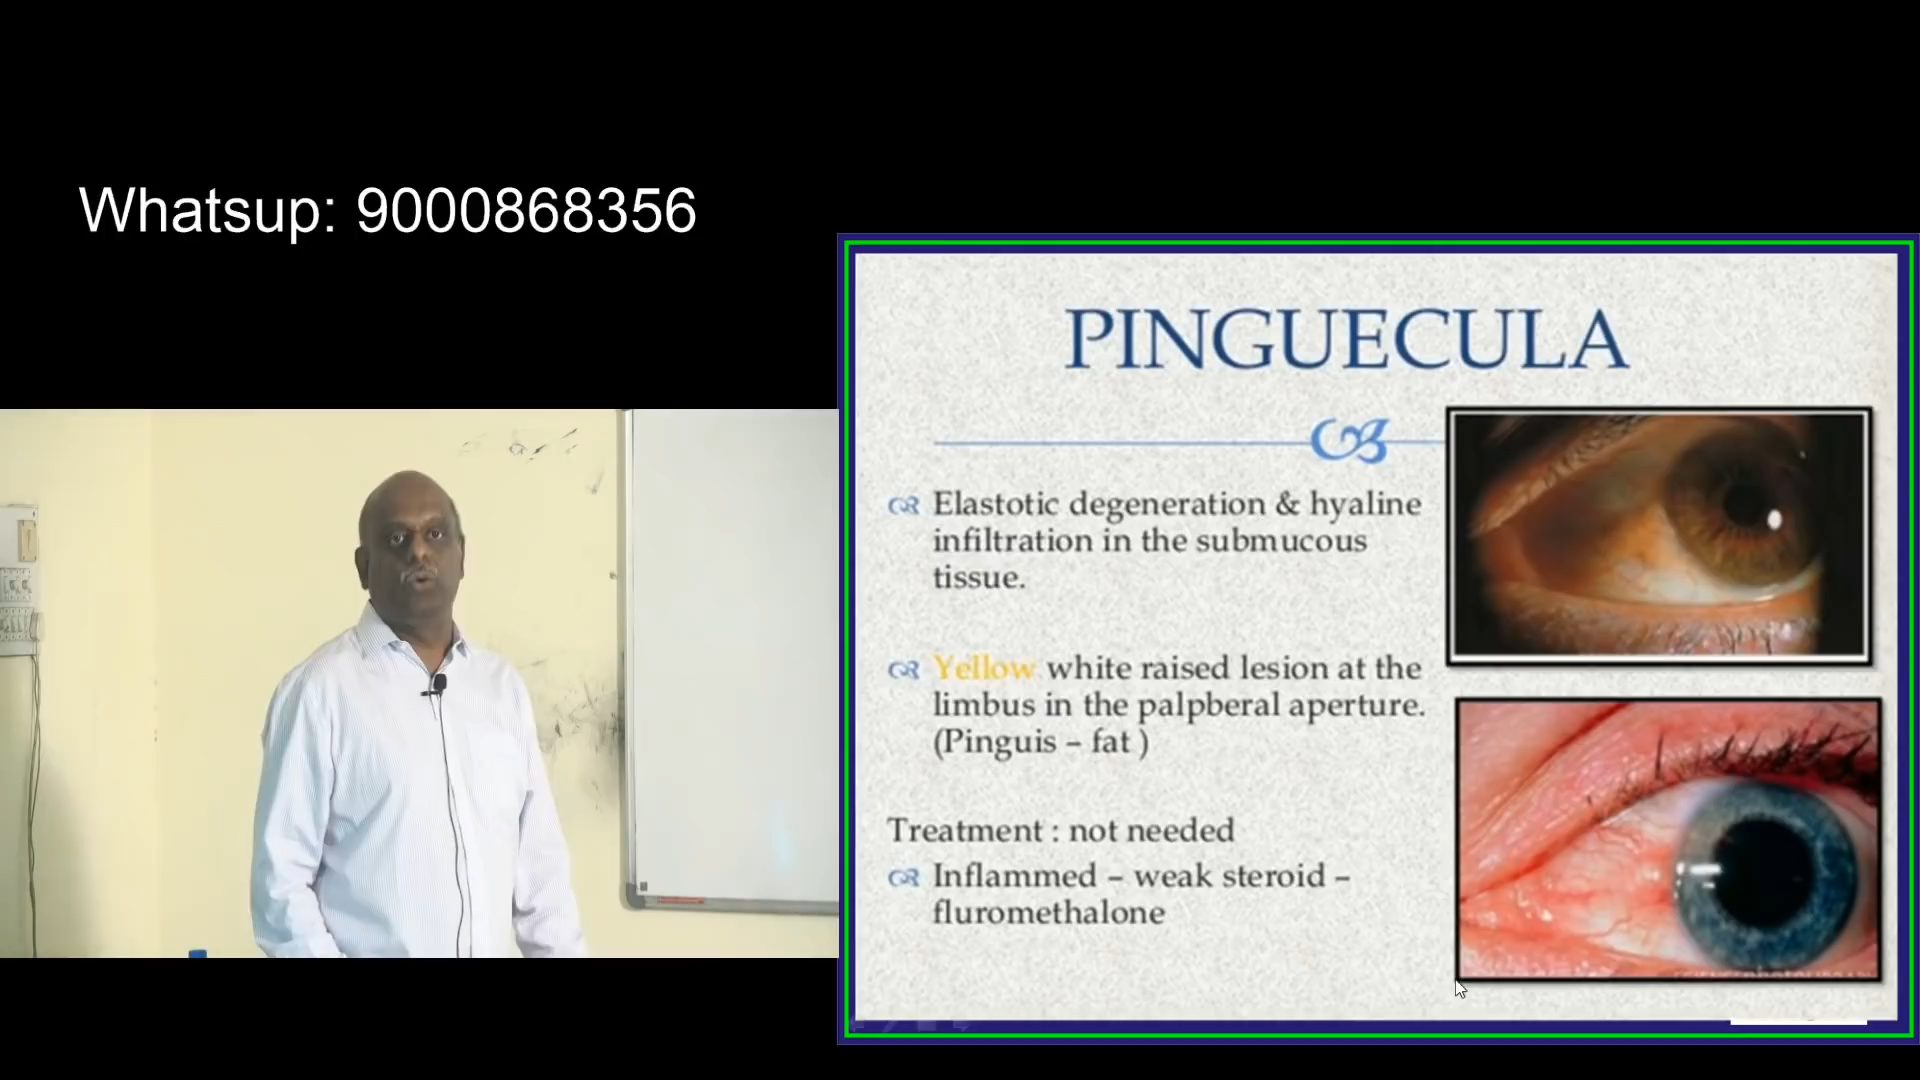 Whatsup: 9000868356
PINGUECULA
Elastotic degeneration & hyaline
infiltration in the submucous
tissue.
Yellow white raised lesion at the
limbus in the palpberal aperture.
(Pinguis – fat )
Treatment : not needed
Inflammed – weak steroid –
fluromethalone